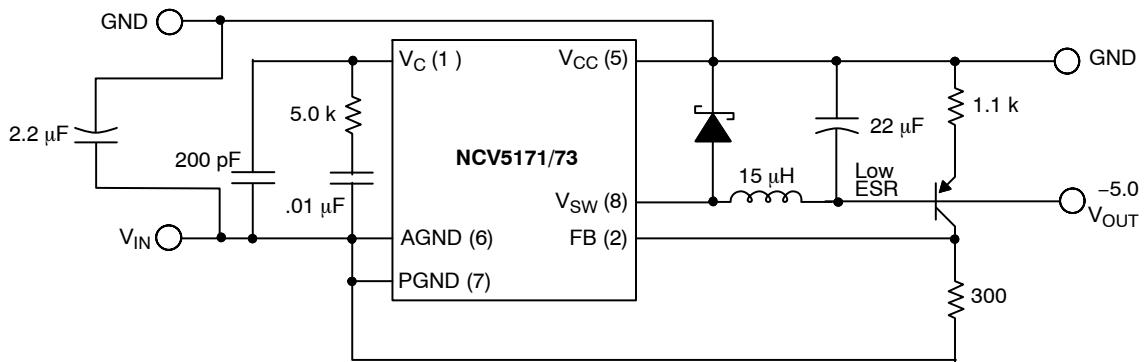 GND
V_C (1 )
V_CC (5)
GND
2.2 μF
200 pF
5.0 k
.01 μF
NCV5171/73
15 μH
22 μF
Low
ESR
1.1 k
−5.0
V_OUT
V_SW (8)
V_IN
AGND (6)
FB (2)
PGND (7)
300